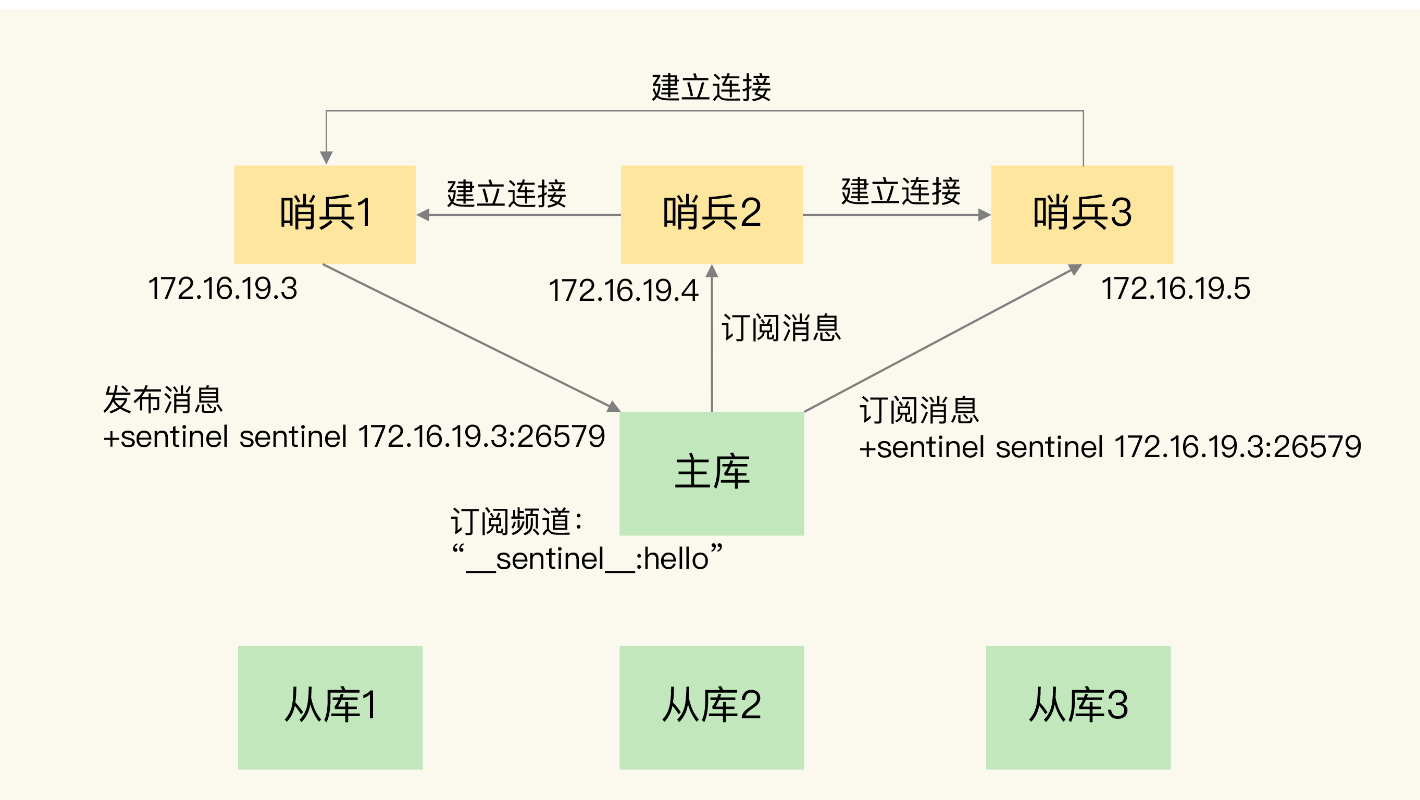 建立连接
哨兵1
建立连接
哨兵2
建立连接
哨兵3
172.16.19.3
172.16.19.4
172.16.19.5
订阅消息
发布消息
+sentinel sentinel 172.16.19.3:26579
订阅消息
+sentinel sentinel 172.16.19.3:26579
主库
订阅频道：
“__sentinel__:hello”
从库1
从库2
从库3